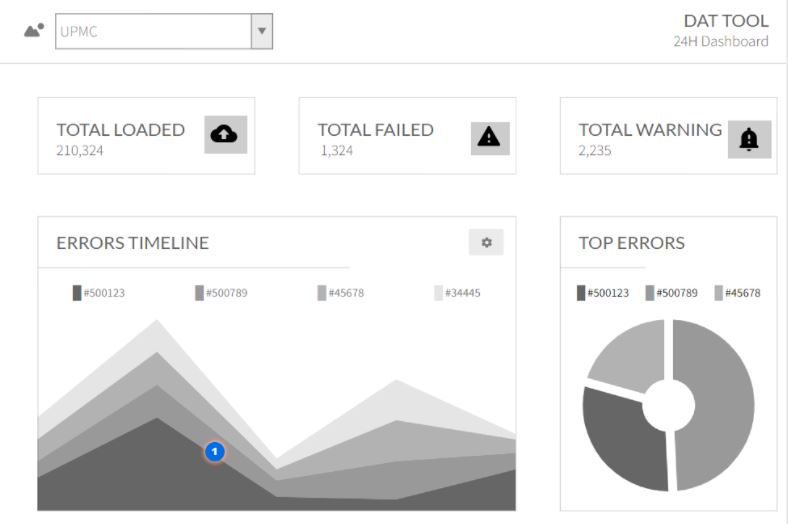 UPMC
DAT TOOL
24H Dashboard
TOTAL LOADED
210,324
TOTAL FAILED
1,324
TOTAL WARNING
2,235
ERRORS TIMELINE
#500123 #500789 #45678 #34445
1
TOP ERRORS
#500123 #500789 #45678